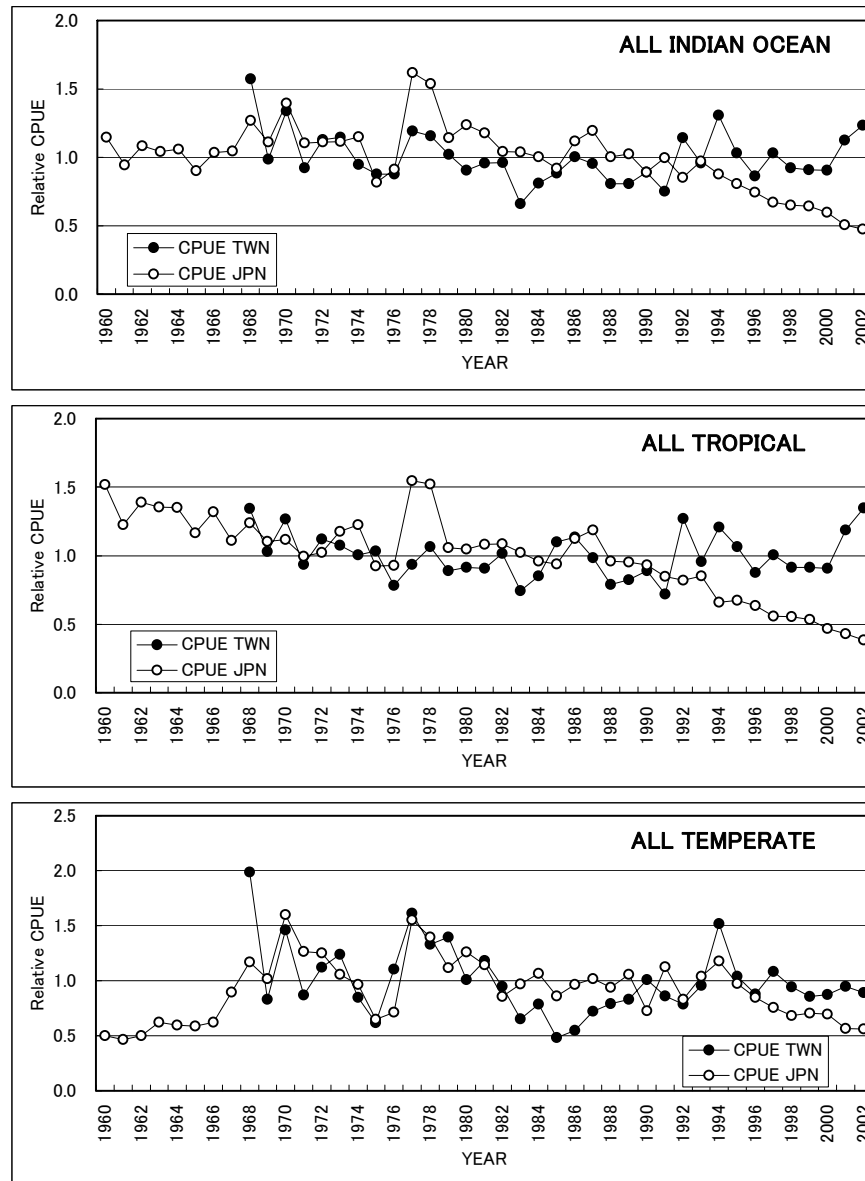 ALL INDIAN OCEAN
2.0
1.5
1.0
0.5
0.0
Relative CPUE
CPUE TWN
CPUE JPN
1960 1962 1964 1966 1968 1970 1972 1974 1976 1978 1980 1982 1984 1986 1988 1990 1992 1994 1996 1998 2000 2002
YEAR
ALL TROPICAL
2.0
1.5
1.0
0.5
0.0
Relative CPUE
CPUE TWN
CPUE JPN
1960 1962 1964 1966 1968 1970 1972 1974 1976 1978 1980 1982 1984 1986 1988 1990 1992 1994 1996 1998 2000 2002
YEAR
ALL TEMPERATE
2.5
2.0
1.5
1.0
0.5
0.0
Relative CPUE
CPUE TWN
CPUE JPN
1960 1962 1964 1966 1968 1970 1972 1974 1976 1978 1980 1982 1984 1986 1988 1990 1992 1994 1996 1998 2000 2002
YEAR